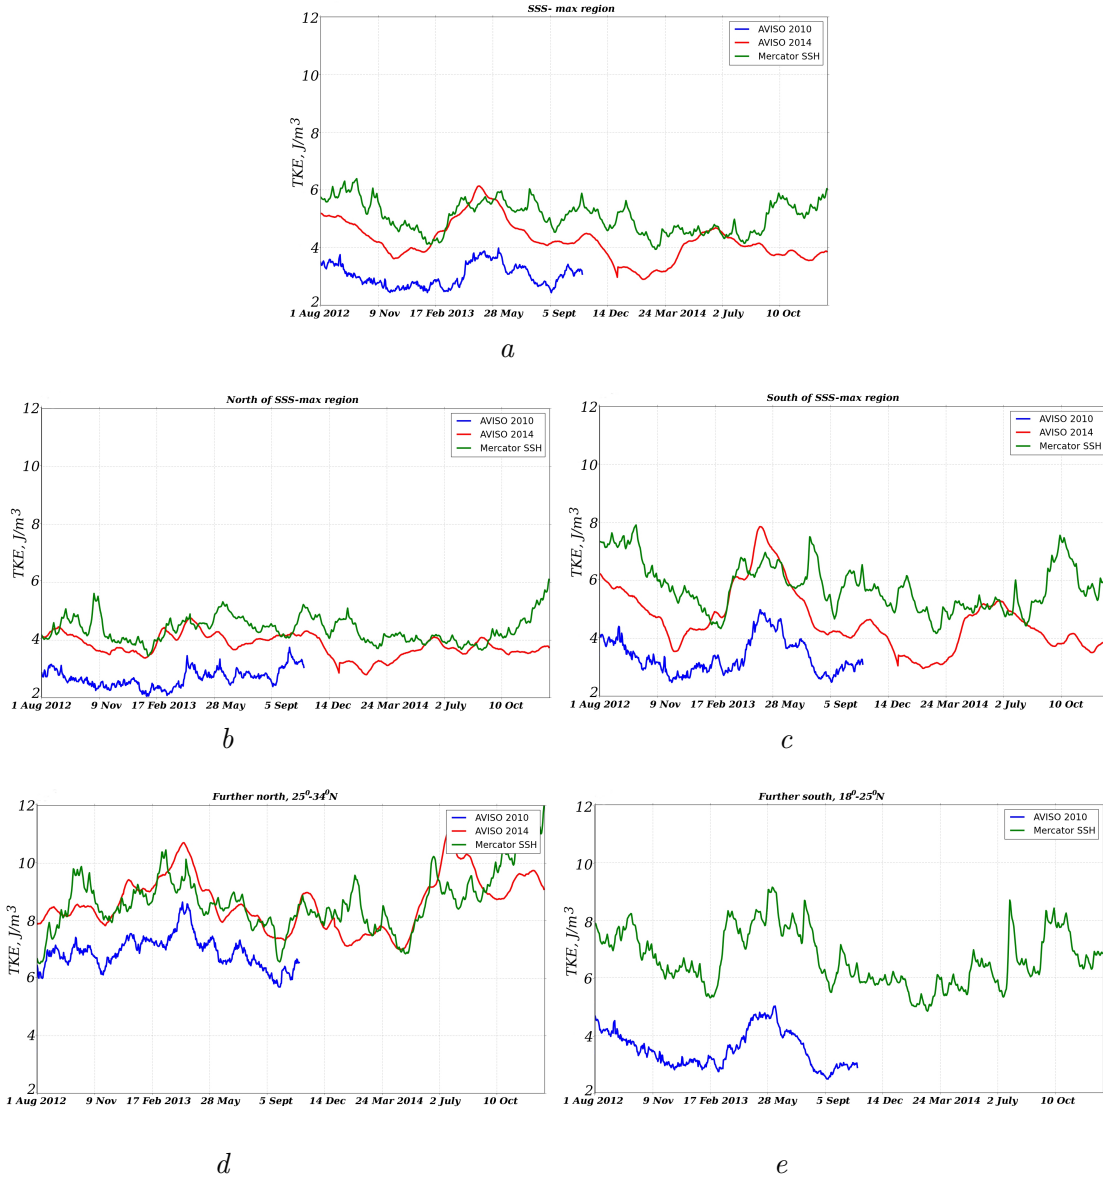 SSS- max region
12
10
8
6
4
2
TKE, J/m³
AVISO 2010
AVISO 2014
Mercator SSH
1 Aug 2012 9 Nov 17 Feb 2013 28 May 5 Sept 14 Dec 24 Mar 2014 2 July 10 Oct
a
North of SSS-max region
12
10
8
6
4
2
TKE, J/m³
AVISO 2010
AVISO 2014
Mercator SSH
1 Aug 2012 9 Nov 17 Feb 2013 28 May 5 Sept 14 Dec 24 Mar 2014 2 July 10 Oct
b
South of SSS-max region
12
10
8
6
4
2
TKE, J/m³
AVISO 2010
AVISO 2014
Mercator SSH
1 Aug 2012 9 Nov 17 Feb 2013 28 May 5 Sept 14 Dec 24 Mar 2014 2 July 10 Oct
c
Further north, 25⁰-34⁰N
12
10
8
6
4
2
TKE, J/m³
AVISO 2010
AVISO 2014
Mercator SSH
1 Aug 2012 9 Nov 17 Feb 2013 28 May 5 Sept 14 Dec 24 Mar 2014 2 July 10 Oct
d
Further south, 18⁰-25⁰N
12
10
8
6
4
2
TKE, J/m³
AVISO 2010
Mercator SSH
1 Aug 2012 9 Nov 17 Feb 2013 28 May 5 Sept 14 Dec 24 Mar 2014 2 July 10 Oct
e